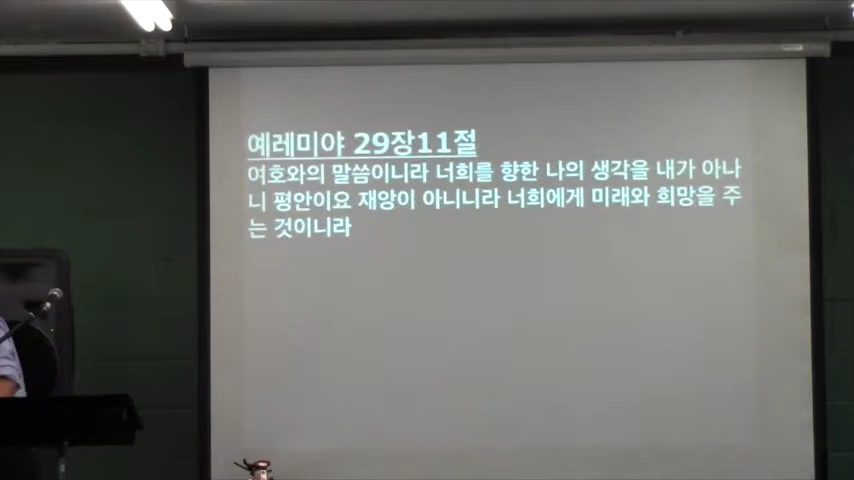 예레미야 29장11절
여호와의 말씀이니라 너희를 향한 나의 생각을 내가 아나
니 평안이요 재앙이 아니니라 너희에게 미래와 희망을 주
는 것이니라